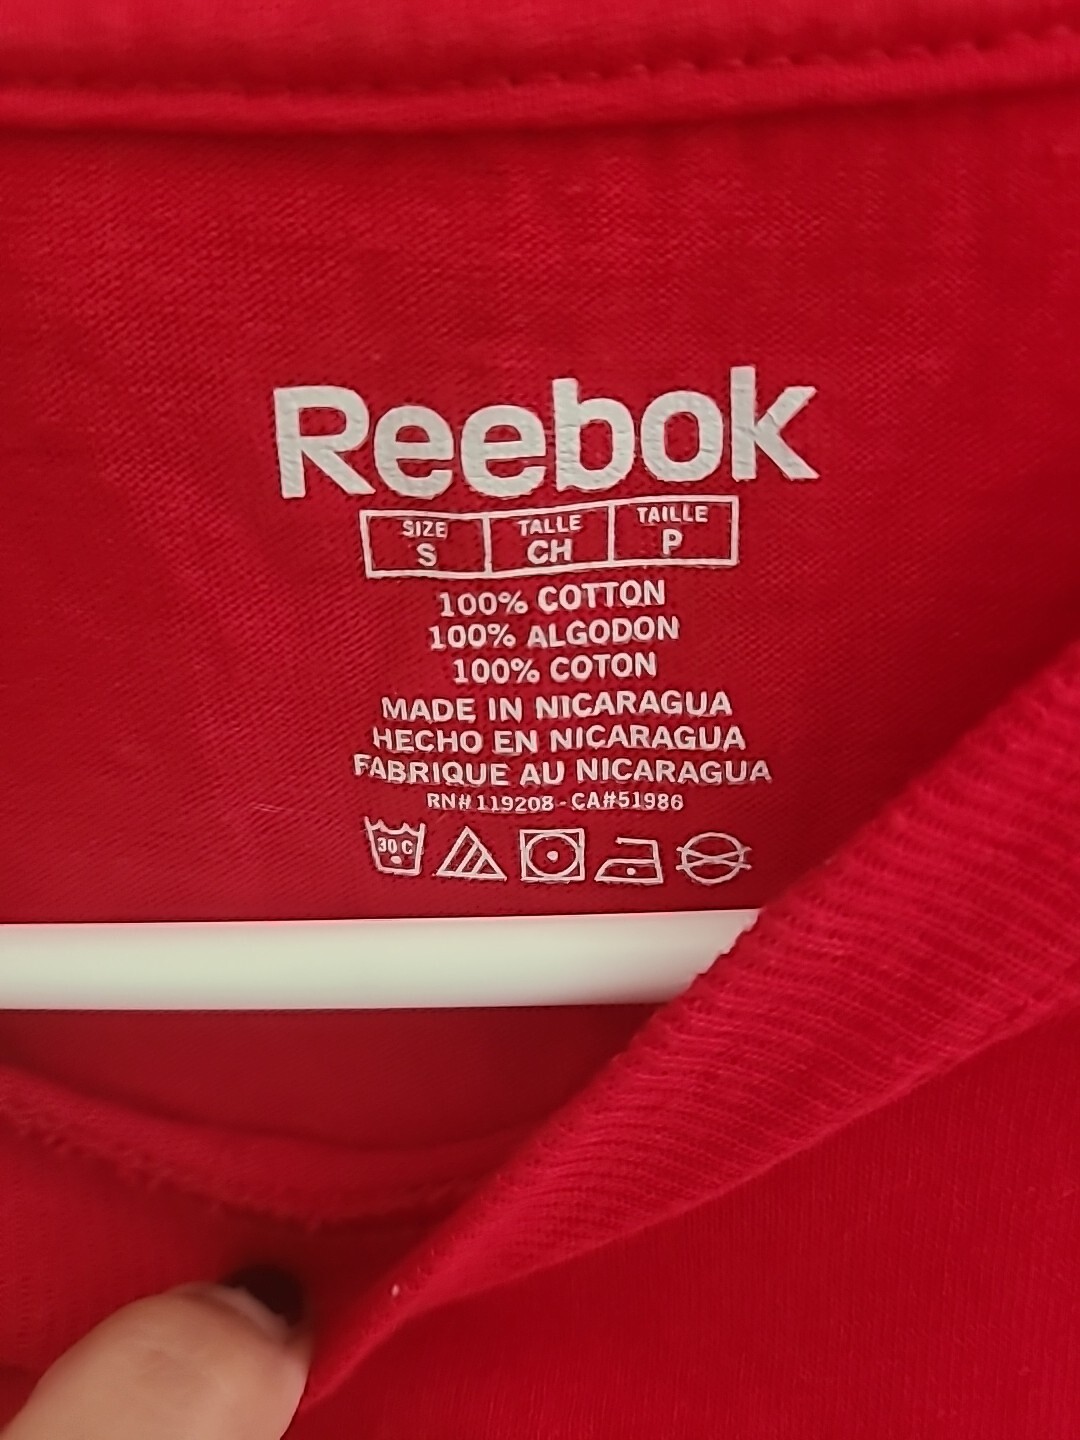 Reebok
SIZE TALLE TAILLE
S CH P
100% COTTON
100% ALGODON
100% COTON
MADE IN NICARAGUA
HECHO EN NICARAGUA
FABRIQUE AU NICARAGUA
RN# 119208 - CA#51986
30 C